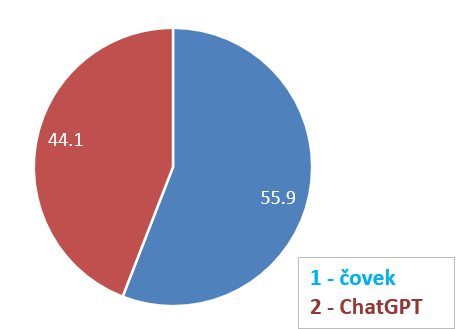 44.1
55.9
1 - čovek
2 - ChatGPT